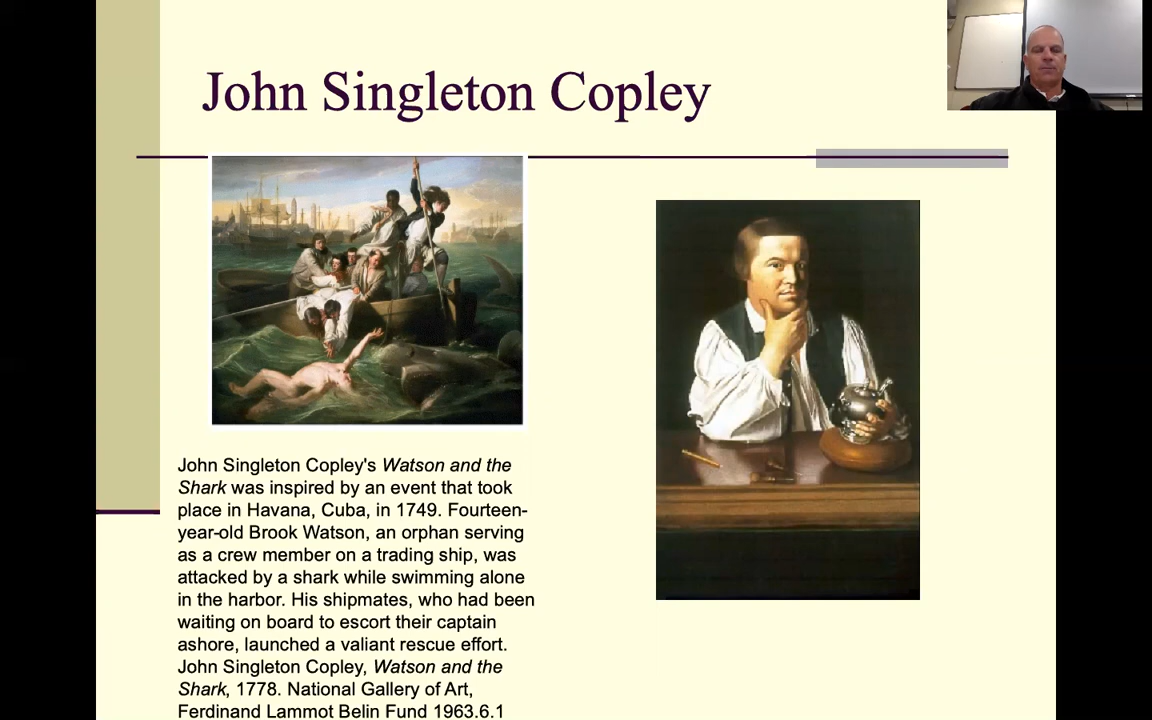 John Singleton Copley
John Singleton Copley's Watson and the
Shark was inspired by an event that took
place in Havana, Cuba, in 1749. Fourteen-
year-old Brook Watson, an orphan serving
as a crew member on a trading ship, was
attacked by a shark while swimming alone
in the harbor. His shipmates, who had been
waiting on board to escort their captain
ashore, launched a valiant rescue effort.
John Singleton Copley, Watson and the
Shark, 1778. National Gallery of Art,
Ferdinand Lammot Belin Fund 1963.6.1